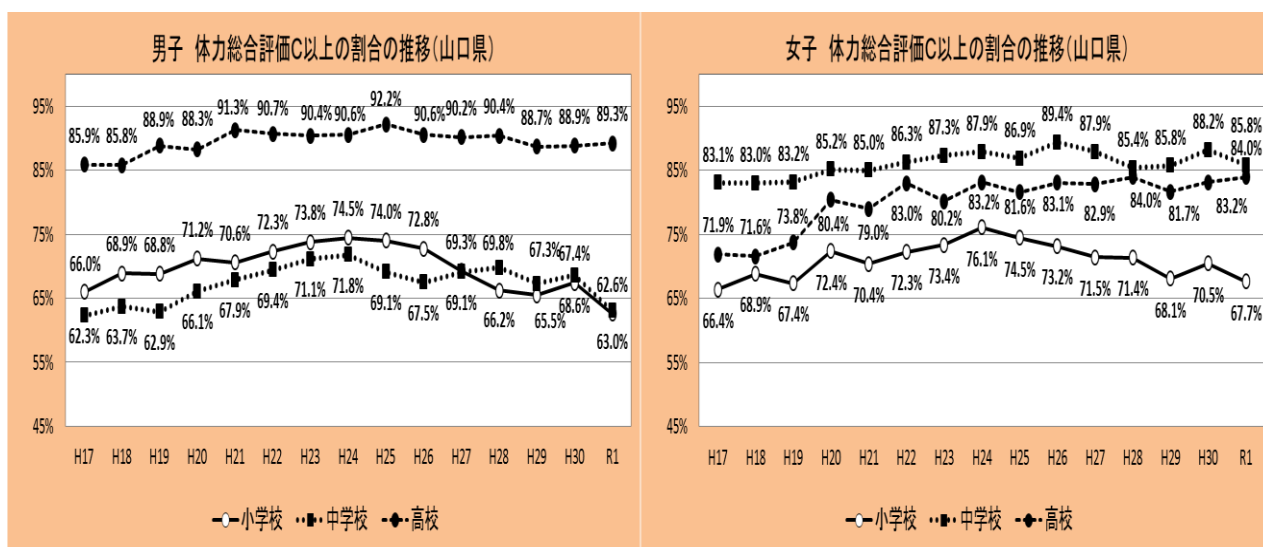 男子 体力総合評価C以上の割合の推移(山口県)
95%
85%
75%
65%
55%
45%
85.9% 85.8% 88.9% 88.3% 91.3% 90.7% 90.4% 90.6% 92.2% 90.6% 90.2% 90.4% 88.7% 88.9% 89.3%
66.0% 68.9% 68.8% 71.2% 70.6% 72.3% 73.8% 74.5% 74.0% 72.8% 69.3% 69.8% 67.3% 67.4% 62.6%
62.3% 63.7% 62.9% 66.1% 67.9% 69.4% 71.1% 71.8% 69.1% 67.5% 69.1% 66.2% 65.5% 68.6% 63.0%
H17 H18 H19 H20 H21 H22 H23 H24 H25 H26 H27 H28 H29 H30 R1
小学校 中学校 高校
女子 体力総合評価C以上の割合の推移(山口県)
95%
85%
75%
65%
55%
45%
83.1% 83.0% 83.2% 85.2% 85.0% 86.3% 87.3% 87.9% 86.9% 89.4% 87.9% 85.4% 85.8% 88.2% 85.8%
71.9% 71.6% 73.8% 80.4% 79.0% 83.0% 80.2% 83.2% 81.6% 83.1% 82.9% 84.0% 81.7% 83.2% 84.0%
66.4% 68.9% 67.4% 72.4% 70.4% 72.3% 73.4% 76.1% 74.5% 73.2% 71.5% 71.4% 68.1% 70.5% 67.7%
H17 H18 H19 H20 H21 H22 H23 H24 H25 H26 H27 H28 H29 H30 R1
小学校 中学校 高校